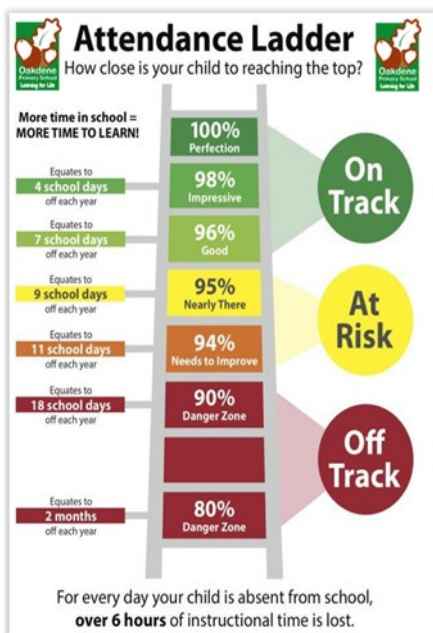 Oakdene
Primary School
Learning for Life
Attendance Ladder
Oakdene
Primary School
Learning for Life
How close is your child to reaching the top?
More time in school =
MORE TIME TO LEARN!
100%
Perfection
Equates to
4 school days
off each year
98%
Impressive
On
Track
Equates to
7 school days
off each year
96%
Good
Equates to
9 school days
off each year
95%
Nearly There
At
Risk
Equates to
11 school days
off each year
94%
Needs to Improve
Equates to
18 school days
off each year
90%
Danger Zone
Off
Track
Equates to
2 months
off each year
80%
Danger Zone
For every day your child is absent from school,
over 6 hours of instructional time is lost.